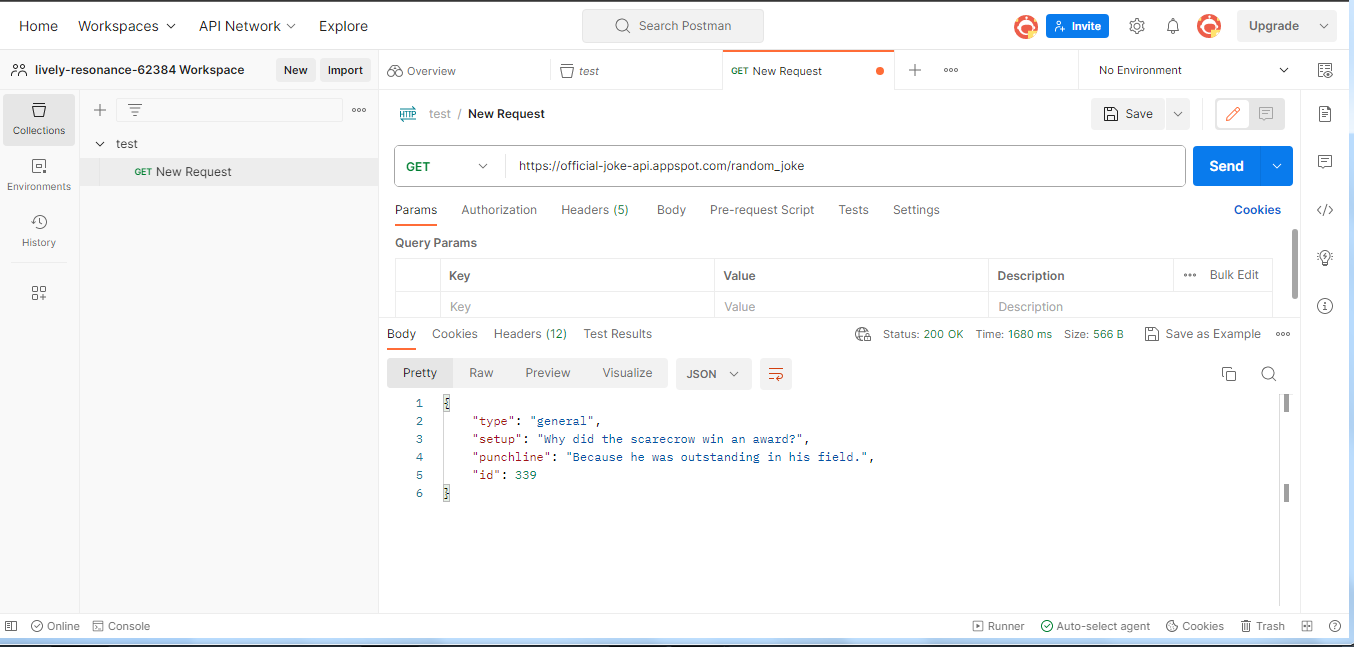 Home Workspaces API Network Explore Search Postman Invite Upgrade
lively-resonance-62384 Workspace New Import Overview test GET New Request No Environment
Collections
Environments
History
test
GET New Request
HTTP test / New Request Save
GET https://official-joke-api.appspot.com/random_joke Send
Params Authorization Headers (5) Body Pre-request Script Tests Settings Cookies
Query Params
Key Value Description Bulk Edit
Key Value Description
Body Cookies Headers (12) Test Results Status: 200 OK Time: 1680 ms Size: 566 B Save as Example
Pretty Raw Preview Visualize JSON
1 {
2 "type": "general",
3 "setup": "Why did the scarecrow win an award?",
4 "punchline": "Because he was outstanding in his field.",
5 "id": 339
6 }
Online Console Runner Auto-select agent Cookies Trash